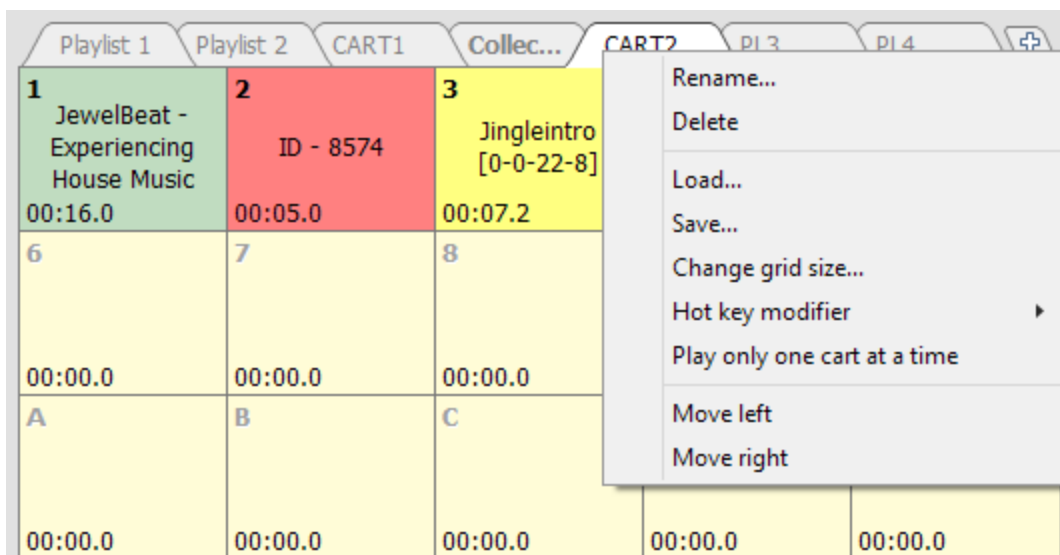 Playlist 1 Playlist 2 CART1 Collec... CART2 PL3 PL4
Rename...
Delete
Load...
Save...
Change grid size...
Hot key modifier
Play only one cart at a time
Move left
Move right
1 2 3
JewelBeat -
Experiencing
House Music
ID - 8574
Jingleintro
[0-0-22-8]
00:16.0 00:05.0 00:07.2
6 7 8
00:00.0 00:00.0 00:00.0
A B C
00:00.0 00:00.0 00:00.0 00:00.0 00:00.0